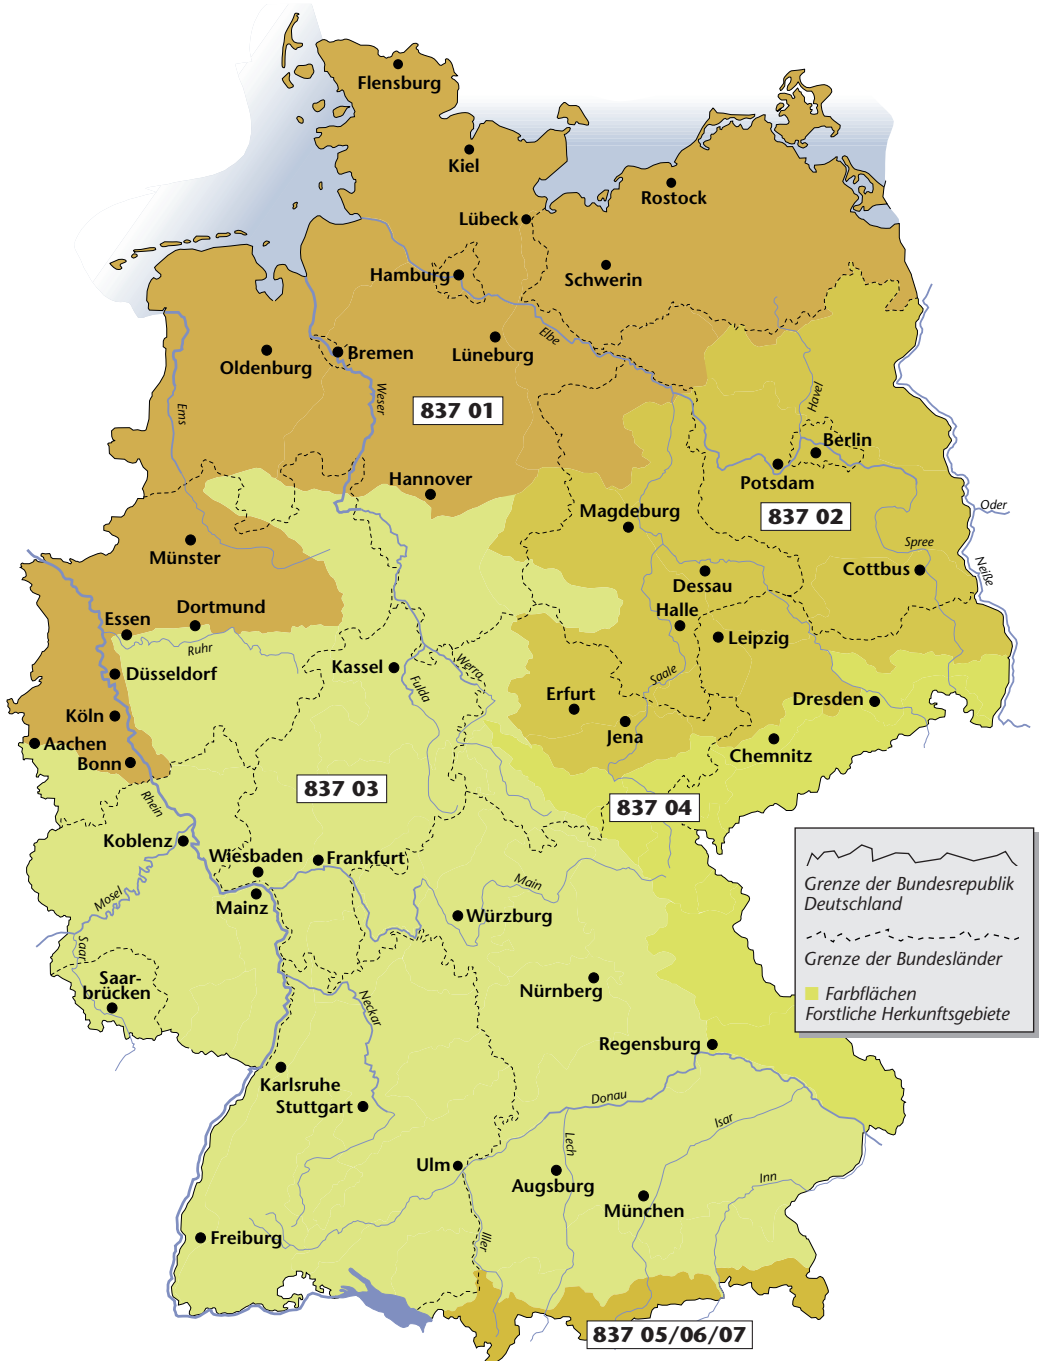 Flensburg
Kiel
Rostock
Lübeck
Hamburg
Schwerin
Elbe
Bremen
Lüneburg
Oldenburg
Weser
Ems
837 01
Havel
Berlin
Hannover
Potsdam
Magdeburg
837 02
Oder
Münster
Spree
Cottbus
Neiße
Dessau
Halle
Dortmund
Essen
Leipzig
Ruhr
Kassel
Werra
Düsseldorf
Fulda
Saale
Erfurt
Dresden
Köln
Jena
Aachen
Chemnitz
Bonn
837 03
Rhein
837 04
Koblenz
Wiesbaden
Frankfurt
Mosel
Main
Mainz
Würzburg
Grenze der Bundesrepublik
Deutschland
Grenze der Bundesländer
Farbflächen
Forstliche Herkunftsgebiete
Saar
Saar-
brücken
Nürnberg
Neckar
Regensburg
Karlsruhe
Stuttgart
Donau
Isar
Lech
Ulm
Augsburg
Inn
München
Freiburg
Iller
837 05/06/07